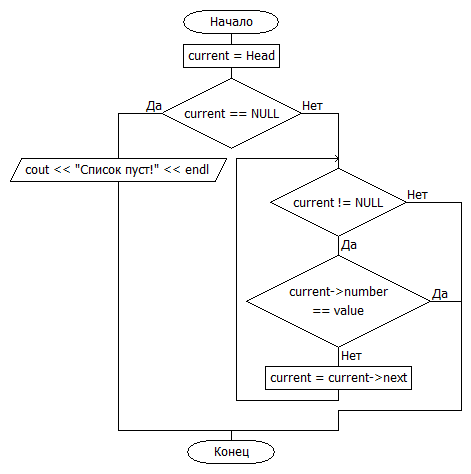 Начало
current = Head
current == NULL
Да
Нет
cout << "Список пуст!" << endl
current != NULL
Нет
Да
current->number
== value
Да
Нет
current = current->next
Конец